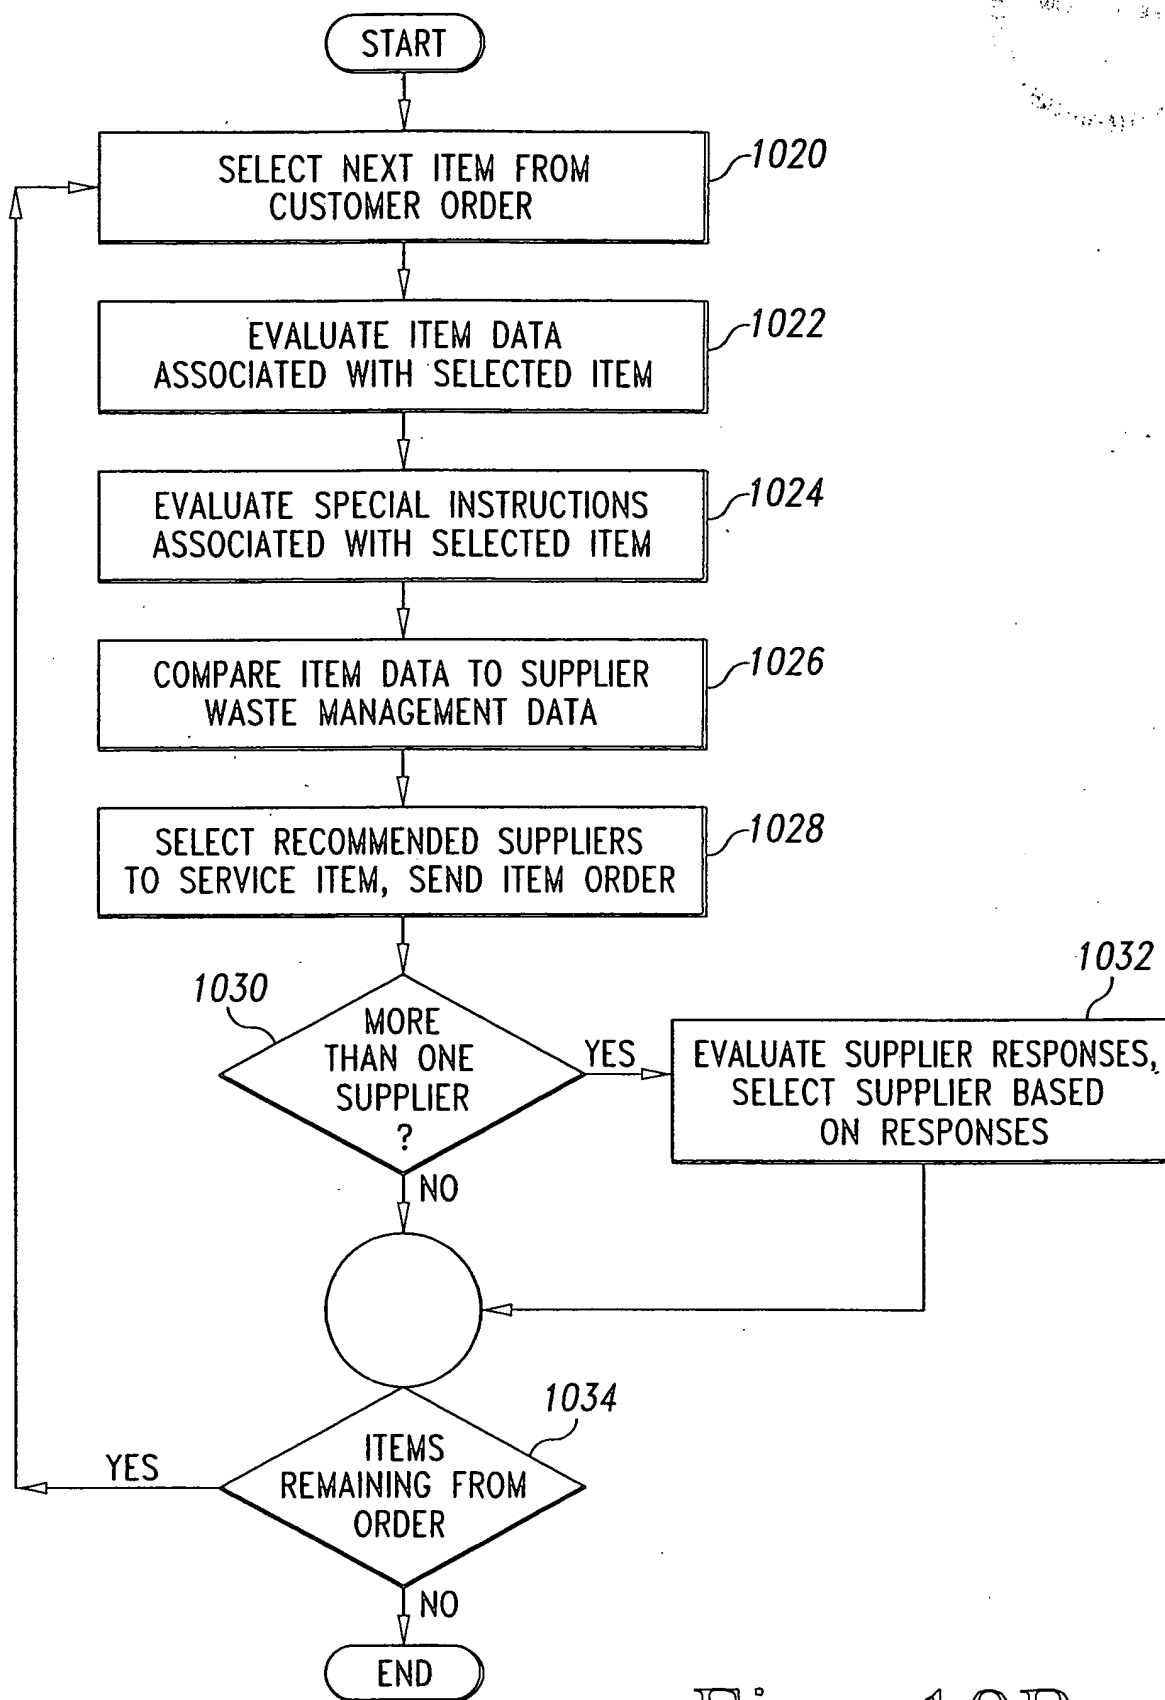 START
SELECT NEXT ITEM FROM
CUSTOMER ORDER
1020
EVALUATE ITEM DATA
ASSOCIATED WITH SELECTED ITEM
1022
EVALUATE SPECIAL INSTRUCTIONS
ASSOCIATED WITH SELECTED ITEM
1024
COMPARE ITEM DATA TO SUPPLIER
WASTE MANAGEMENT DATA
1026
SELECT RECOMMENDED SUPPLIERS
TO SERVICE ITEM, SEND ITEM ORDER
1028
1030
MORE
THAN ONE
SUPPLIER
?
YES
1032
EVALUATE SUPPLIER RESPONSES,
SELECT SUPPLIER BASED
ON RESPONSES
NO
1034
ITEMS
REMAINING FROM
ORDER
YES
NO
END